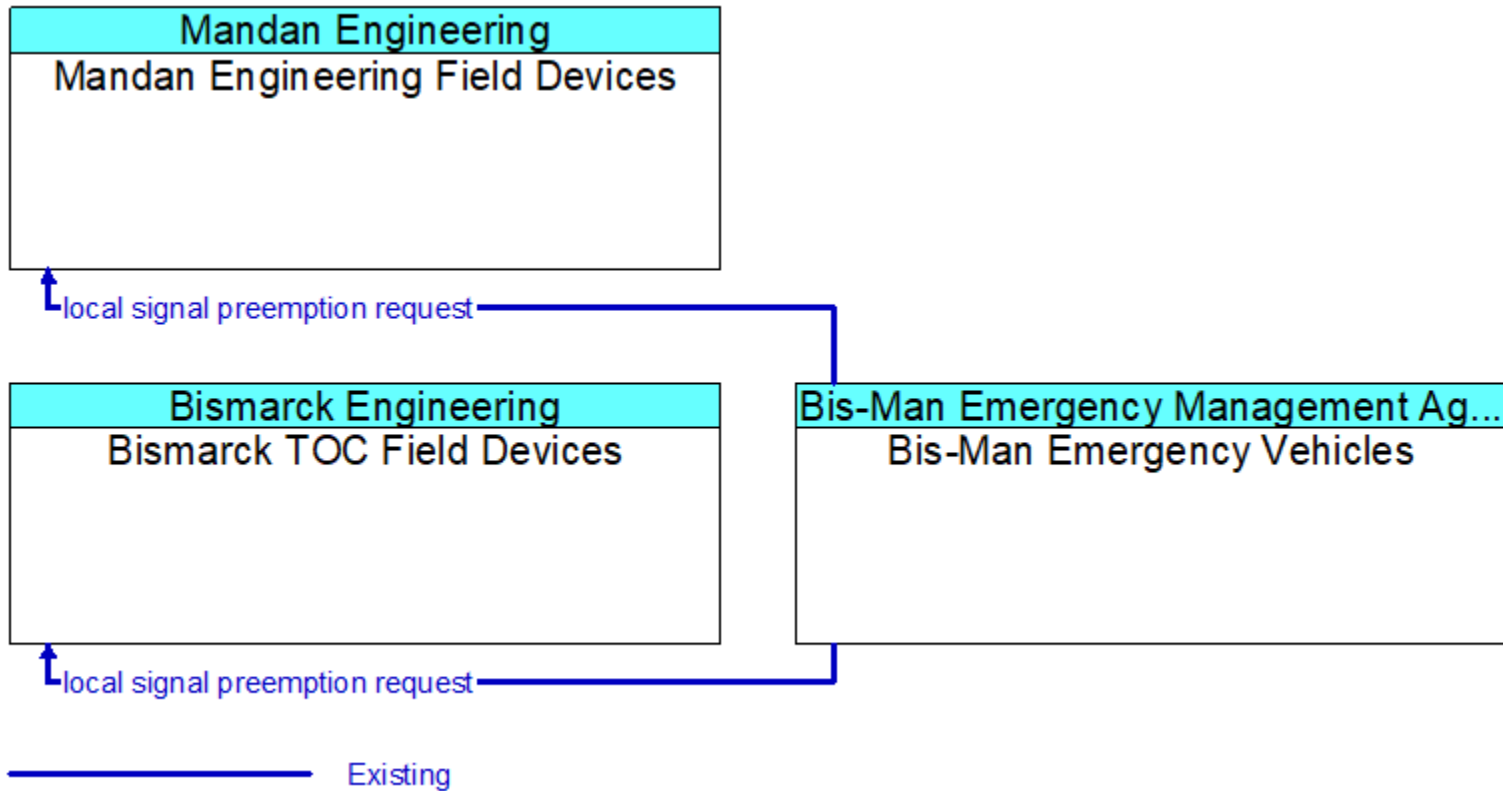 Mandan Engineering
Mandan Engineering Field Devices
local signal preemption request
Bismarck Engineering
Bismarck TOC Field Devices
Bis-Man Emergency Management Ag...
Bis-Man Emergency Vehicles
local signal preemption request
Existing